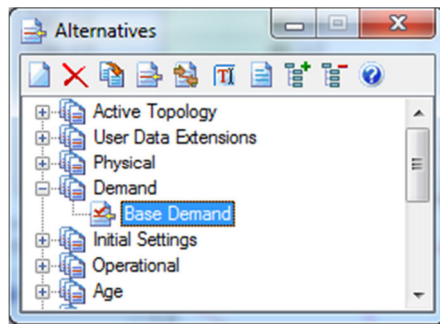 Alternatives
Active Topology
User Data Extensions
Physical
Demand
Base Demand
Initial Settings
Operational
Age